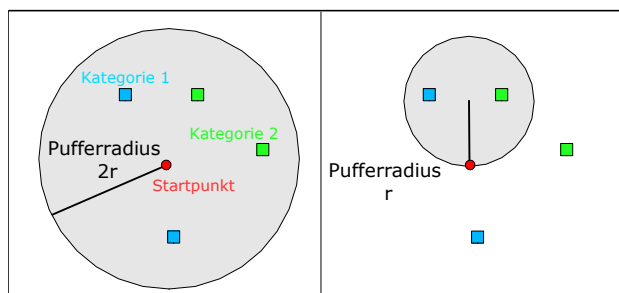 Kategorie 1
Kategorie 2
Pufferradius
2r
Startpunkt
Pufferradius
r